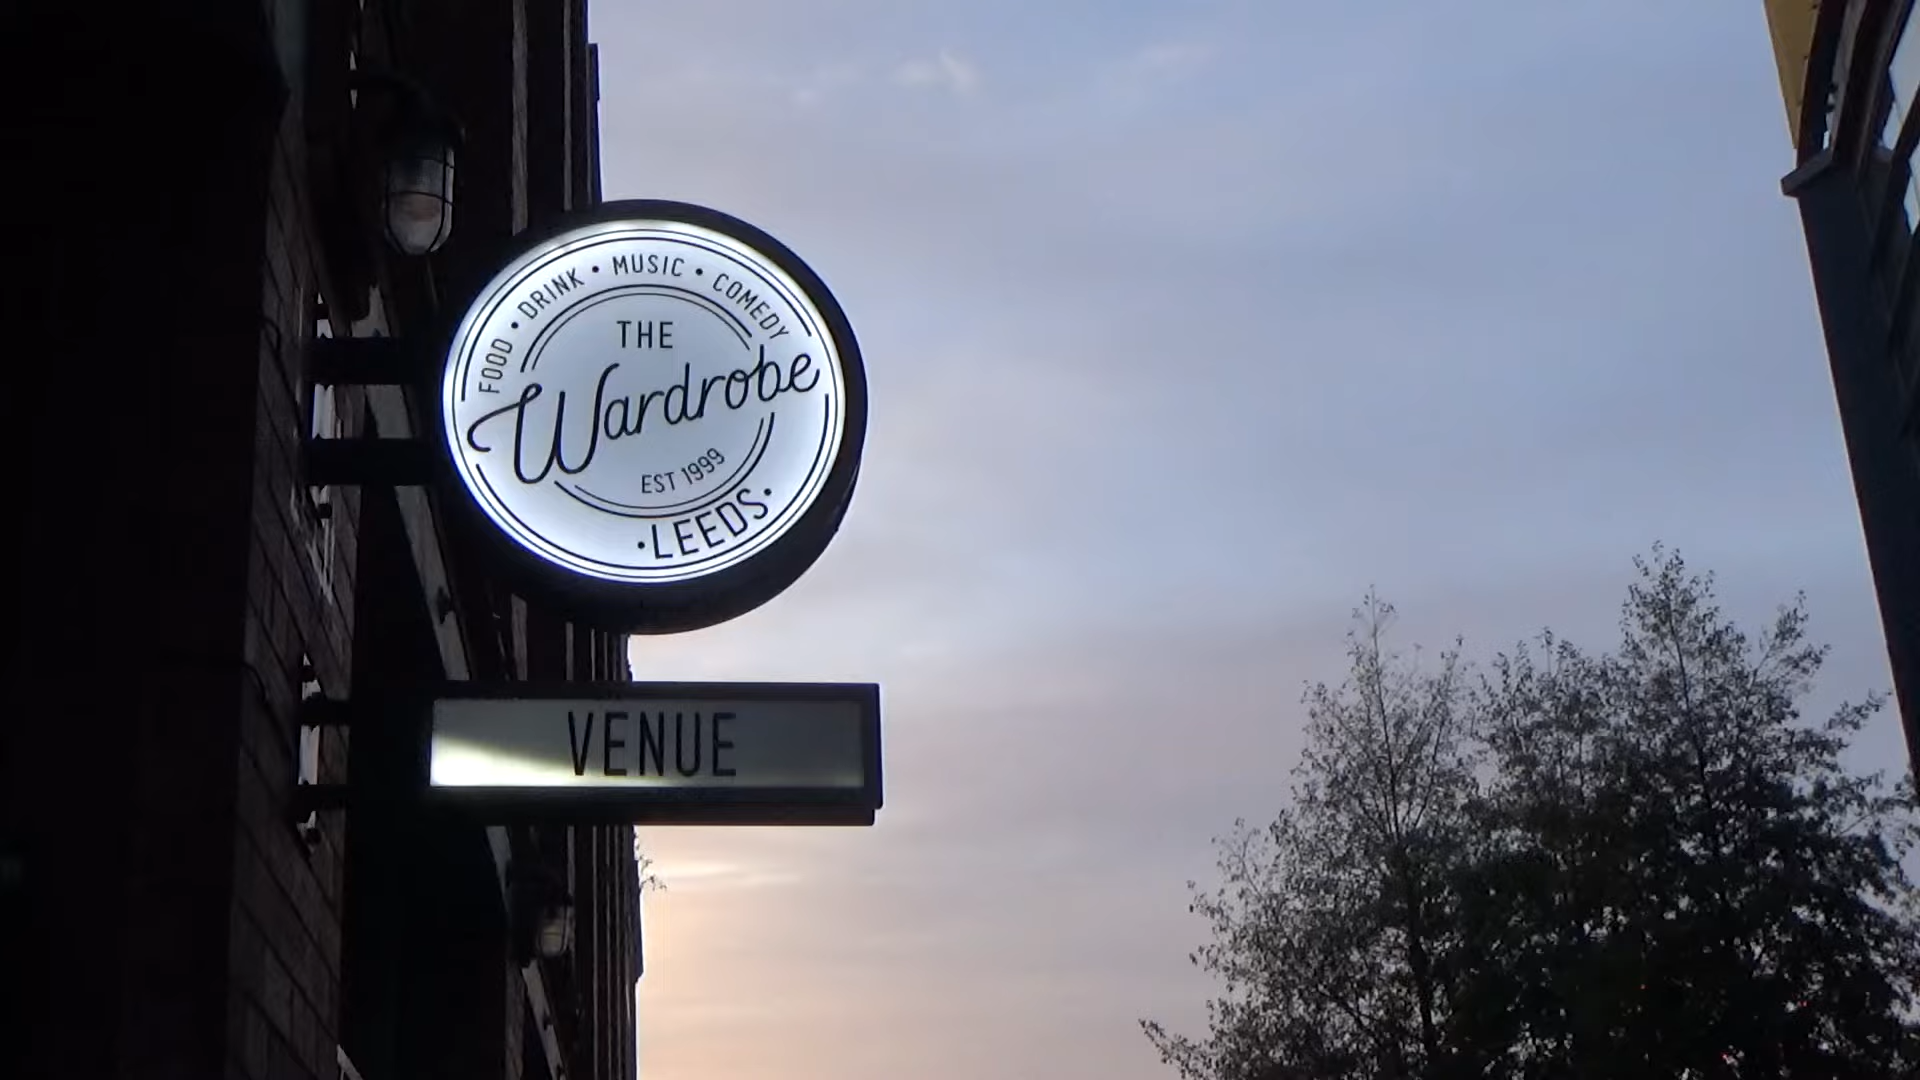 FOOD • DRINK • MUSIC • COMEDY
THE
Wardrobe
EST 1999
•LEEDS•
VENUE